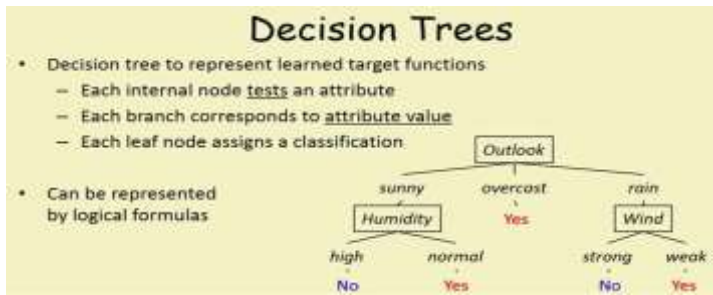 Decision Trees
• Decision tree to represent learned target functions
– Each internal node tests an attribute
– Each branch corresponds to attribute value
– Each leaf node assigns a classification
• Can be represented
by logical formulas
Outlook
sunny overcast rain
Humidity Yes Wind
high normal strong weak
No Yes No Yes